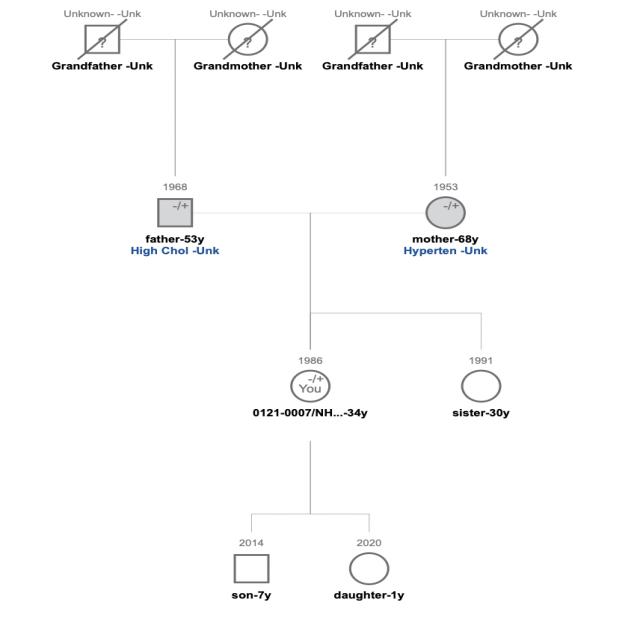 Unknown- -Unk Unknown- -Unk Unknown- -Unk Unknown- -Unk
? ? ? ?
Grandfather -Unk Grandmother -Unk Grandfather -Unk Grandmother -Unk
1968 1953
-/+ -/+
father-53y mother-68y
High Chol -Unk Hyperten -Unk
1986 1991
-/+
You
0121-0007/NH...-34y sister-30y
2014 2020
son-7y daughter-1y